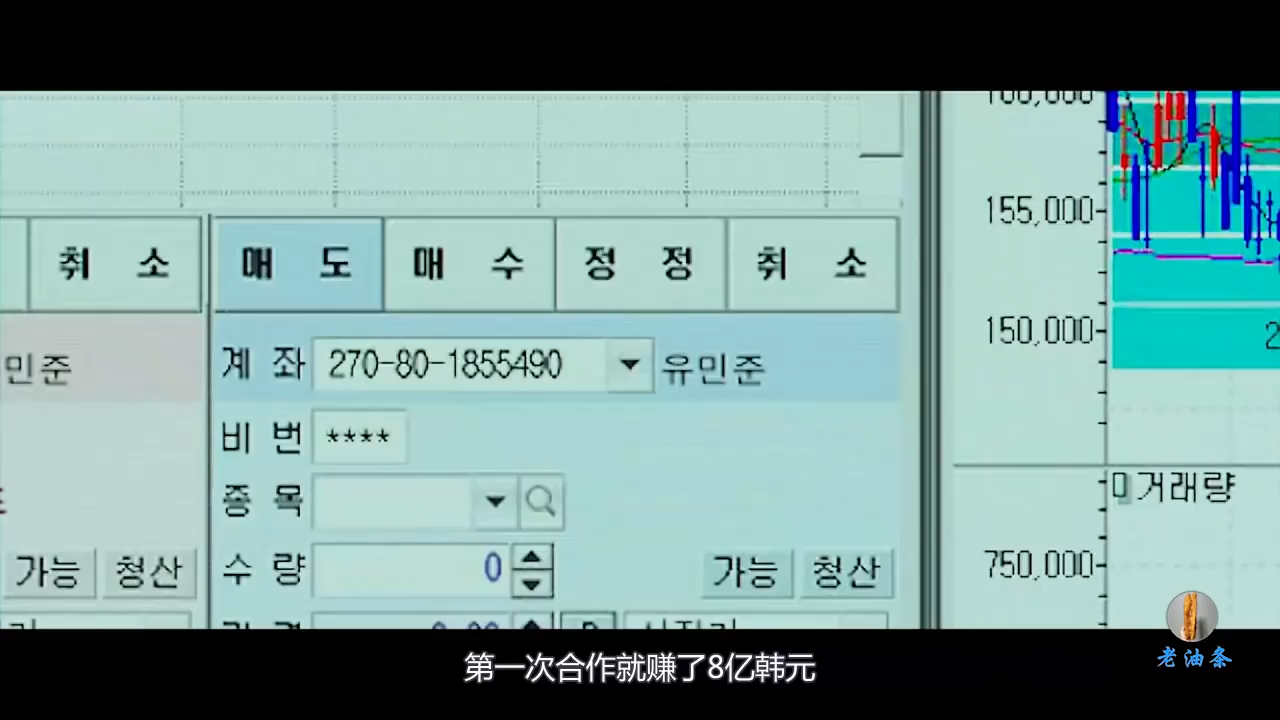 155,000
취 소 매 도 매 수 정 정 취 소
150,000
민준 계 좌 270-80-1855490 유민준
비 번 ****
종 목
거래량
가능 청산 수 량 0 가능 청산
750,000
老油条
第一次合作就赚了8亿韩元